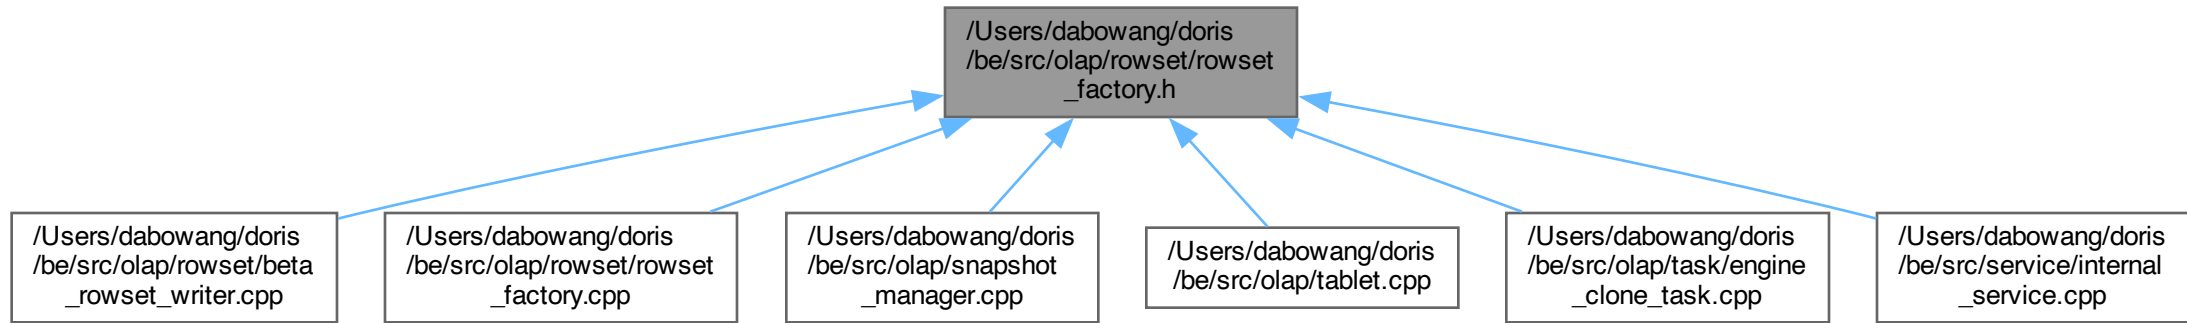 /Users/dabowang/doris
/be/src/olap/rowset/rowset
_factory.h
/Users/dabowang/doris
/be/src/olap/rowset/beta
_rowset_writer.cpp
/Users/dabowang/doris
/be/src/olap/rowset/rowset
_factory.cpp
/Users/dabowang/doris
/be/src/olap/snapshot
_manager.cpp
/Users/dabowang/doris
/be/src/olap/tablet.cpp
/Users/dabowang/doris
/be/src/olap/task/engine
_clone_task.cpp
/Users/dabowang/doris
/be/src/service/internal
_service.cpp